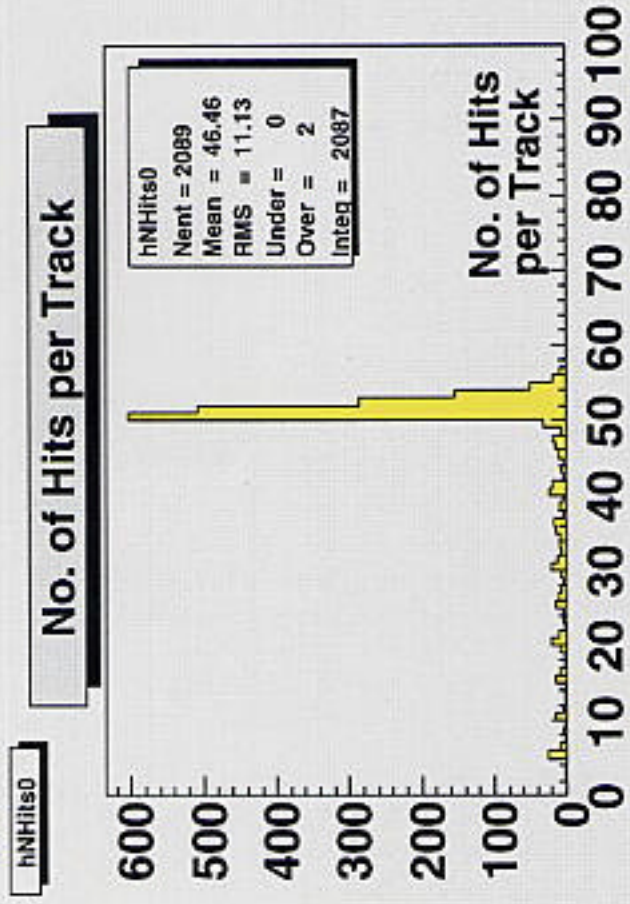 hNHits0
No. of Hits per Track
hNHits0
Nent = 2089
Mean = 46.46
RMS = 11.13
Under = 0
Over = 2
Integ = 2087
600
500
400
300
200
100
0
No. of Hits
per Track
0 10 20 30 40 50 60 70 80 90 100